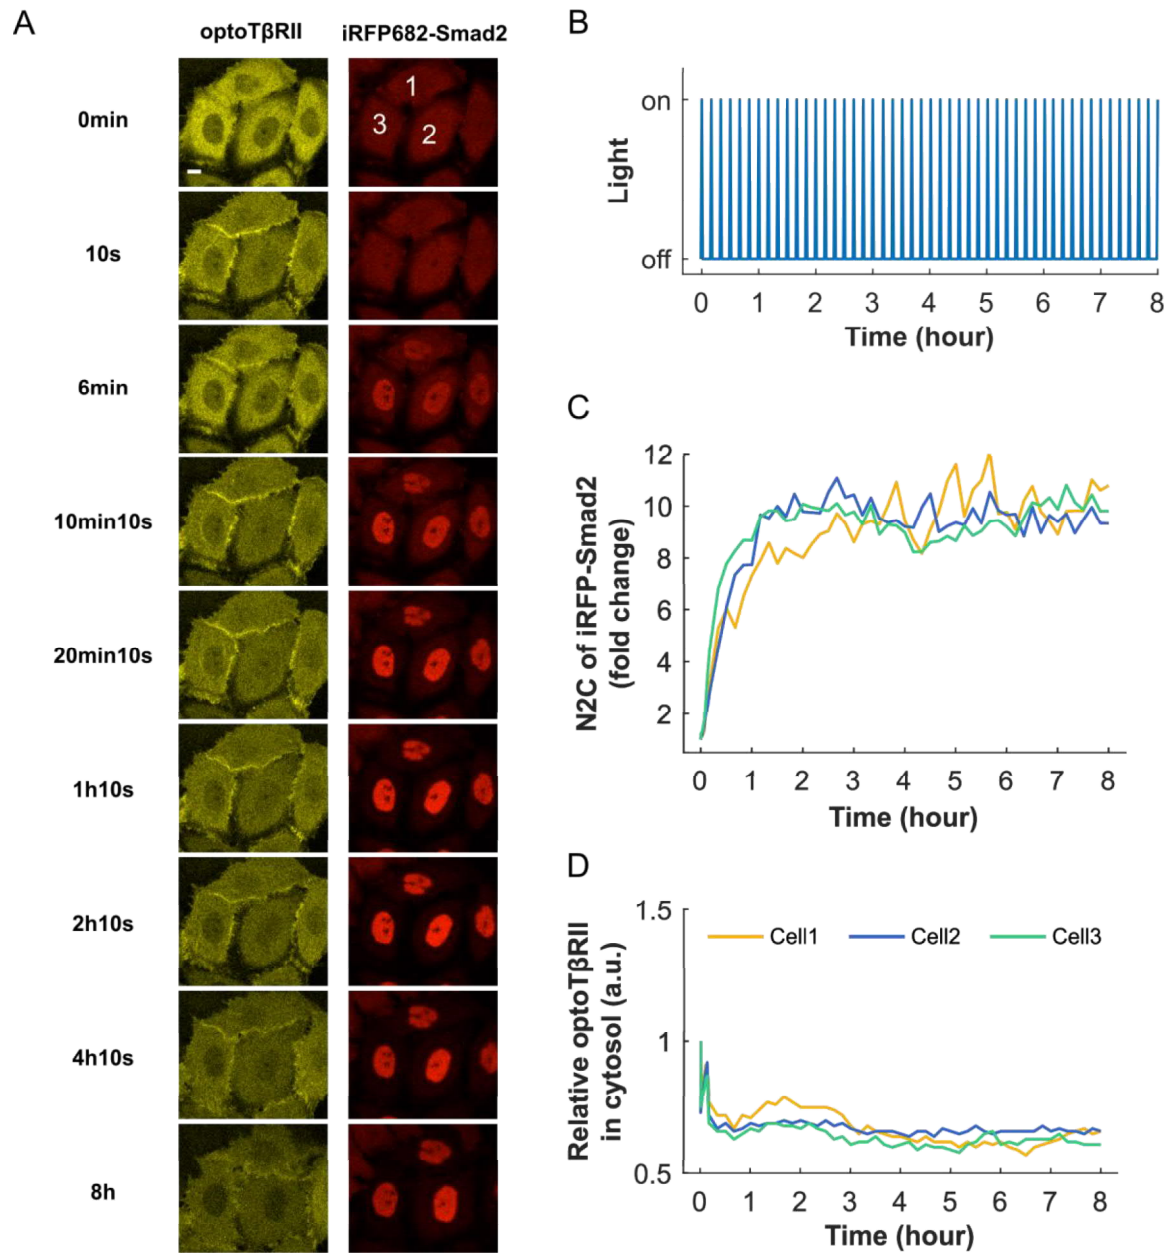 A
optoTβRII iRFP682-Smad2
0min
1
3
2
10s
6min
10min10s
20min10s
1h10s
2h10s
4h10s
8h
B
on
Light
off
0 1 2 3 4 5 6 7 8
Time (hour)
C
12
10
8
6
4
2
N2C of iRFP-Smad2
(fold change)
0 1 2 3 4 5 6 7 8
Time (hour)
D
1.5
Cell1 Cell2 Cell3
1
0.5
Relative optoTβRII
in cytosol (a.u.)
0 1 2 3 4 5 6 7 8
Time (hour)